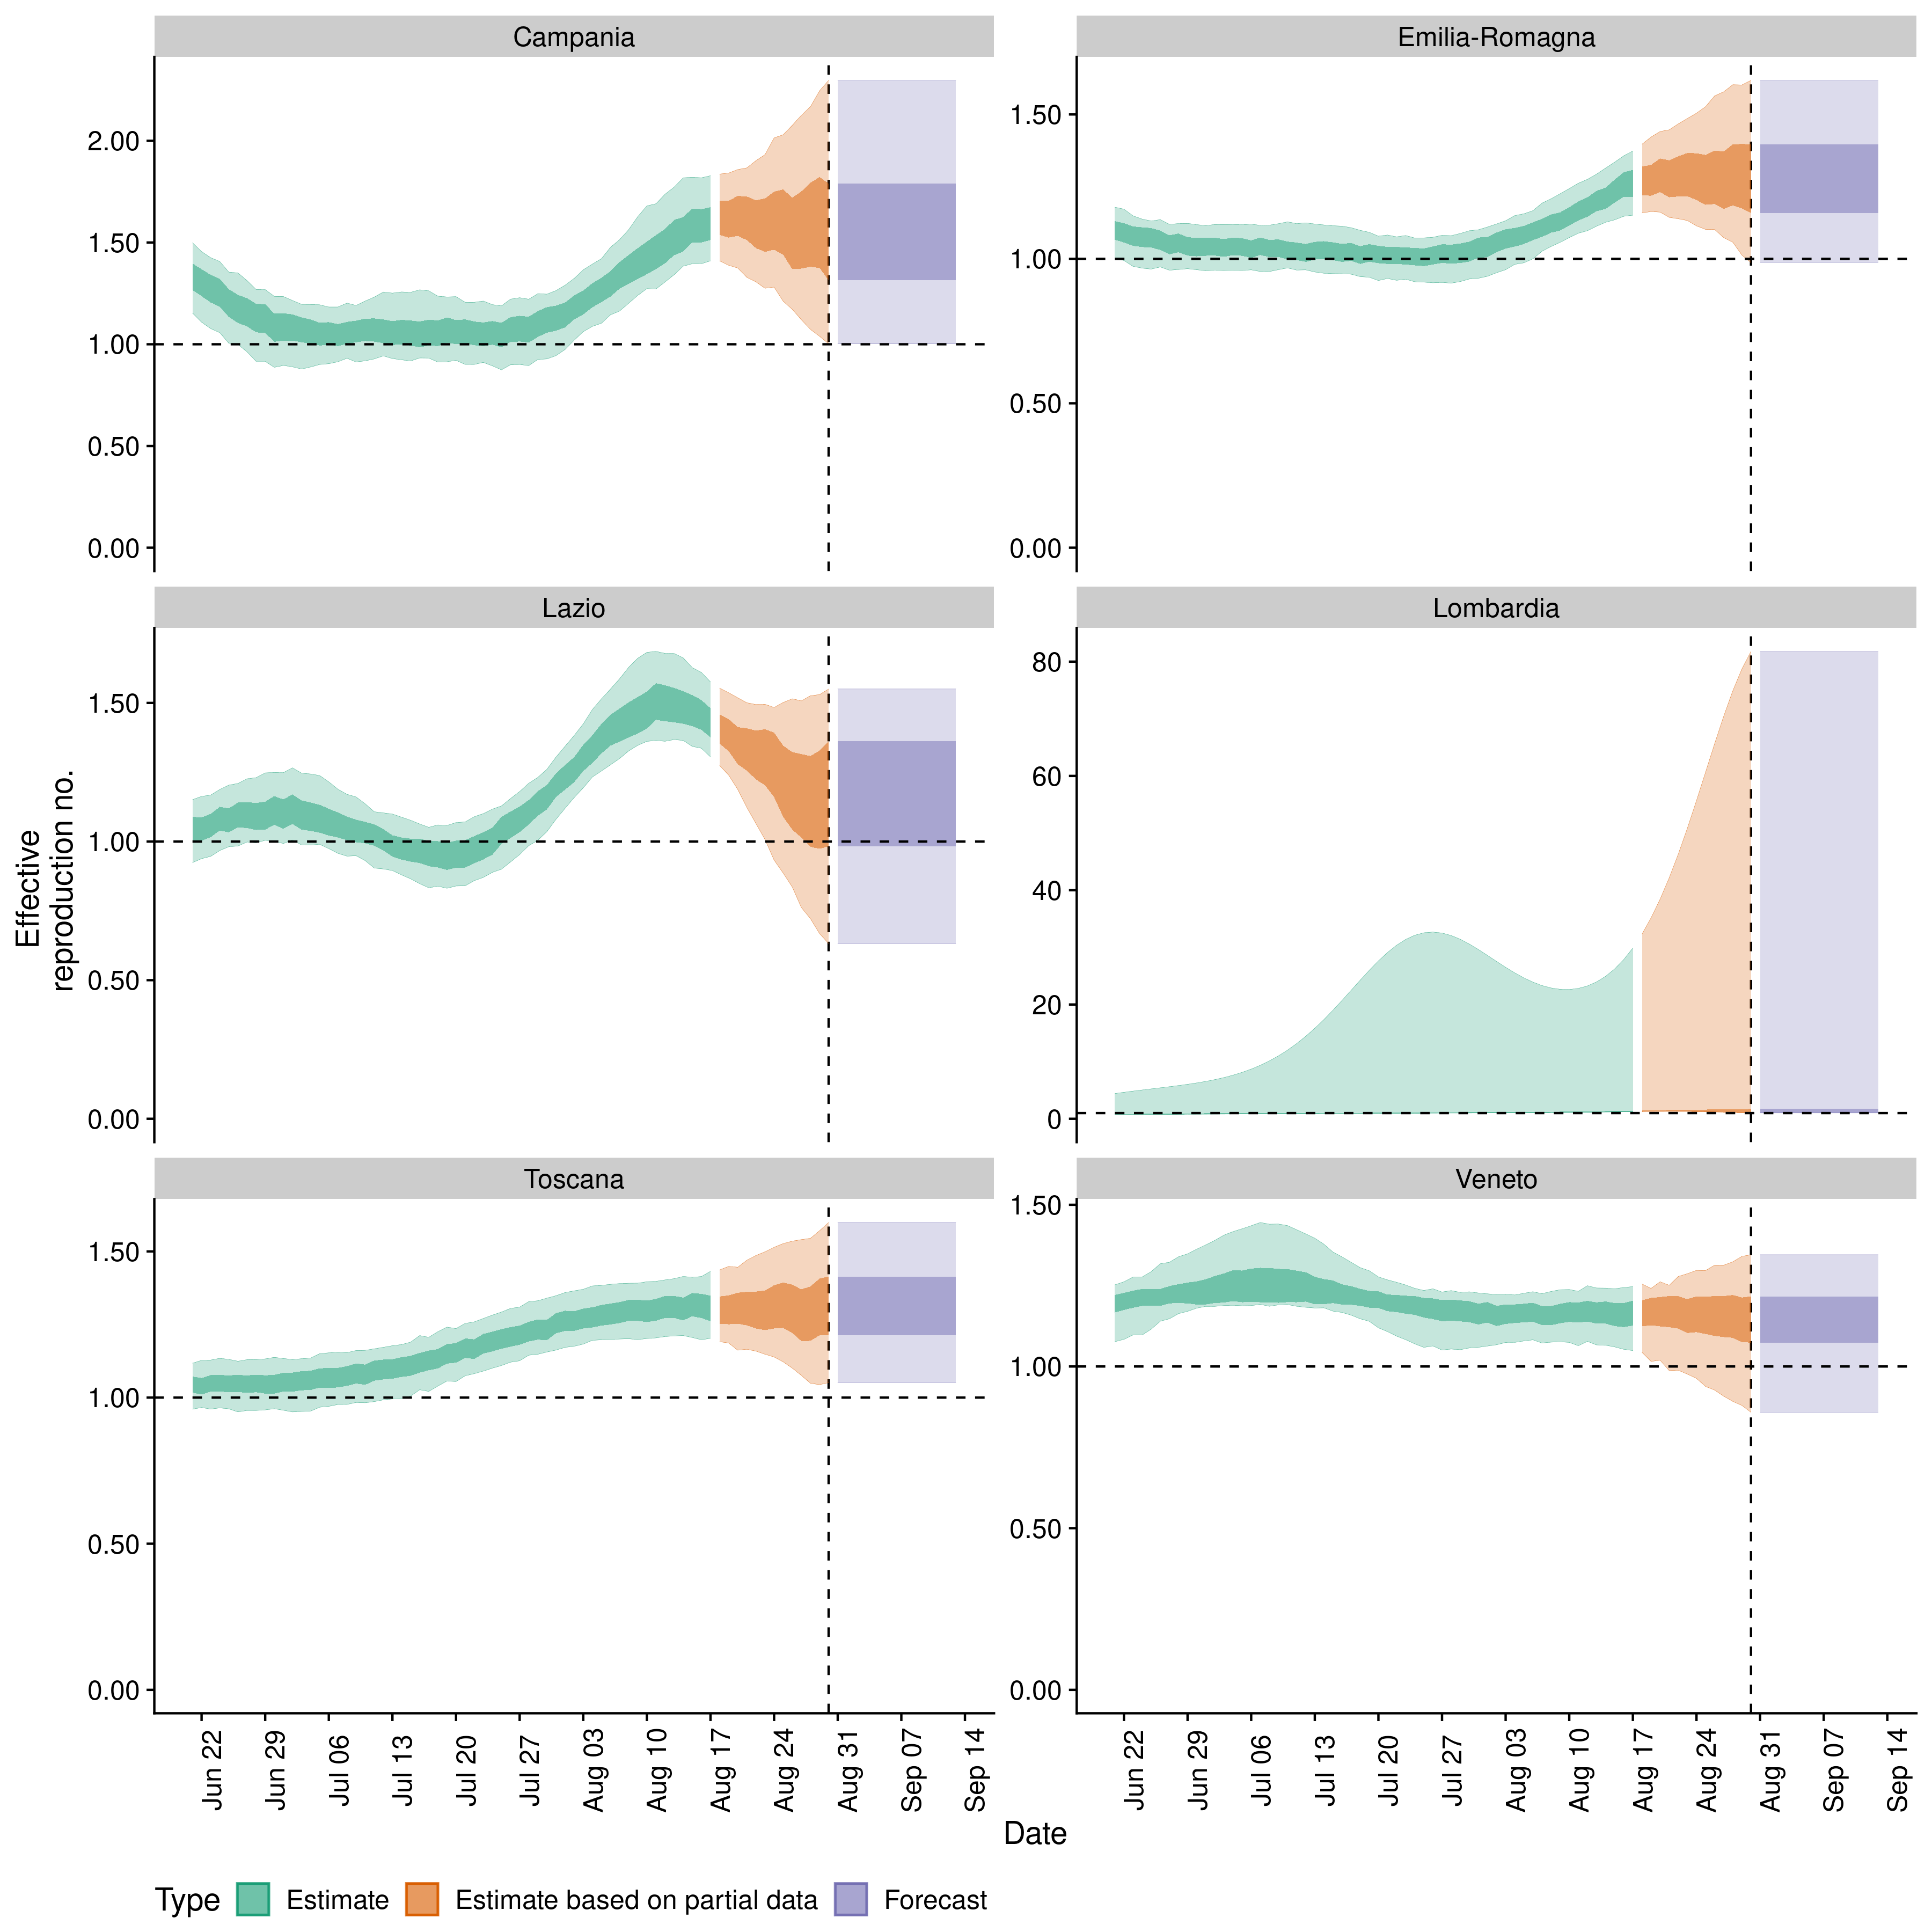 Campania
Emilia-Romagna
2.00
1.50
1.00
0.50
0.00
1.50
1.00
0.50
0.00
Lazio
Lombardia
1.50
1.00
0.50
0.00
80
60
40
20
0
Toscana
Veneto
1.50
1.00
0.50
0.00
1.50
1.00
0.50
0.00
Effective
reproduction no.
Jun 22
Jun 29
Jul 06
Jul 13
Jul 20
Jul 27
Aug 03
Aug 10
Aug 17
Aug 24
Aug 31
Sep 07
Sep 14
Jun 22
Jun 29
Jul 06
Jul 13
Jul 20
Jul 27
Aug 03
Aug 10
Aug 17
Aug 24
Aug 31
Sep 07
Sep 14
Date
Type Estimate Estimate based on partial data Forecast